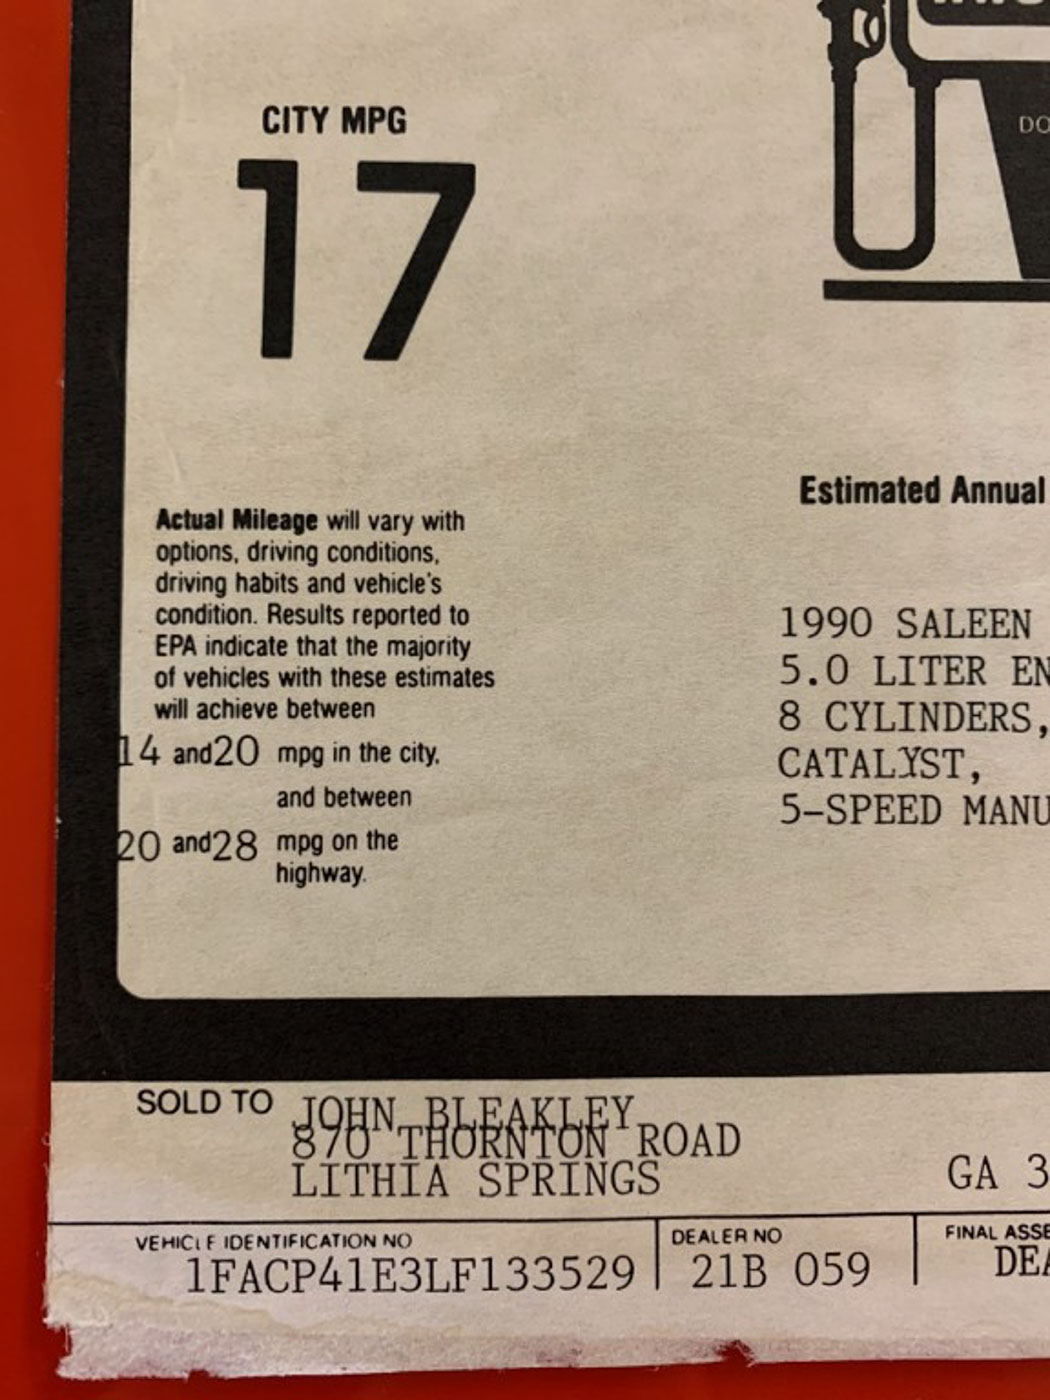 DO
CITY MPG
17
Estimated Annual
Actual Mileage will vary with
options, driving conditions,
driving habits and vehicle's
condition. Results reported to
EPA indicate that the majority
of vehicles with these estimates
will achieve between
14 and 20 mpg in the city,
and between
20 and 28 mpg on the
highway.
1990 SALEEN
5.0 LITER EN
8 CYLINDERS,
CATALYST,
5-SPEED MANU
SOLD TO JOHN BLEAKLEY
870 THORNTON ROAD
LITHIA SPRINGS GA 3
VEHICLE IDENTIFICATION NO DEALER NO FINAL ASSE
1FACP41E3LF133529 21B 059 DEA